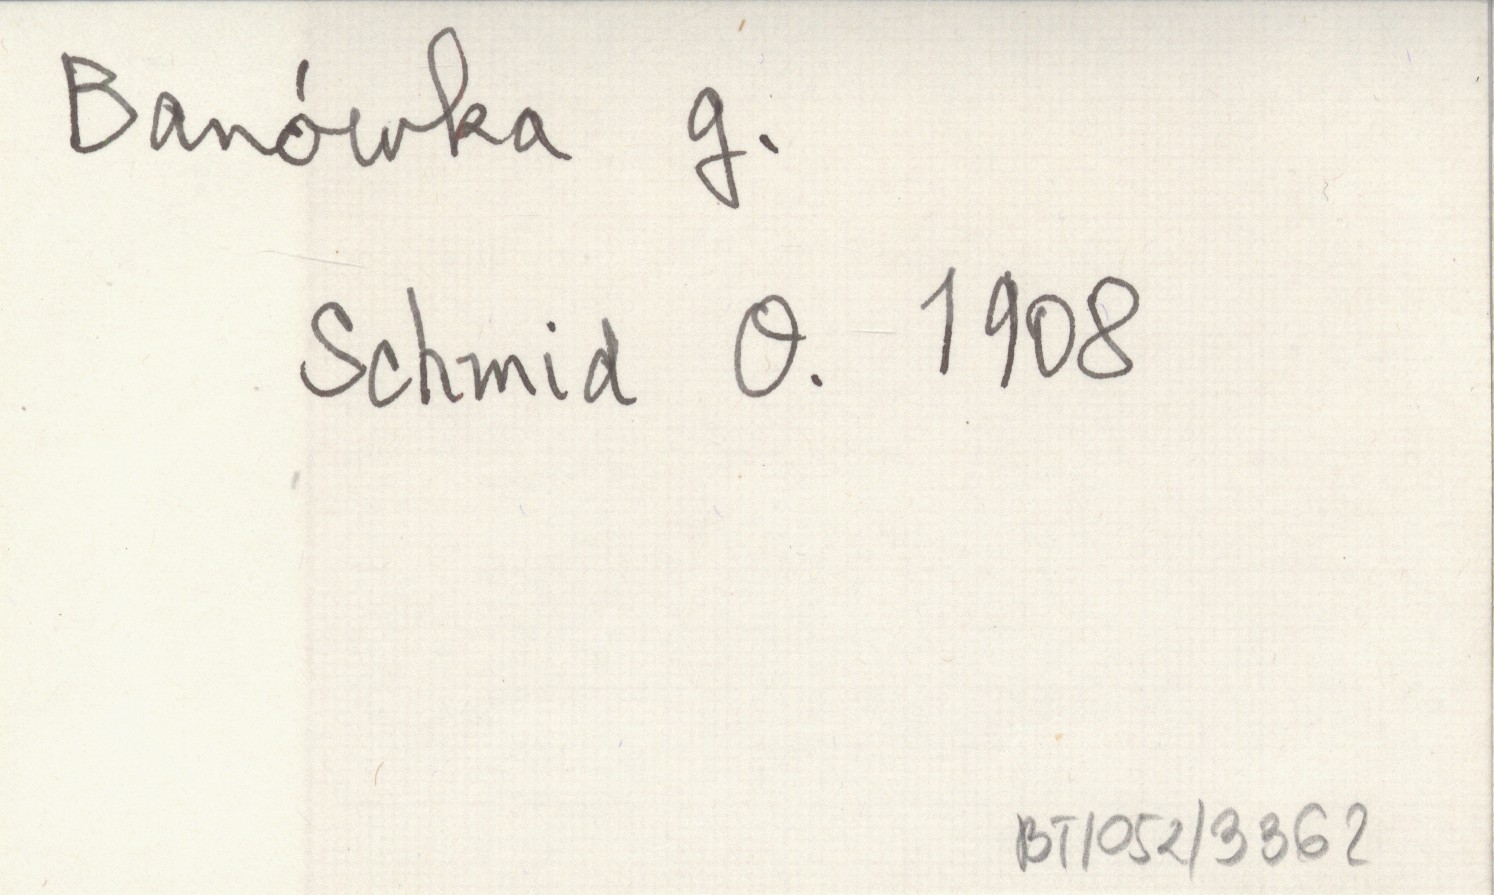 Banówka g.
Schmid O. 1908
BT/052/3362